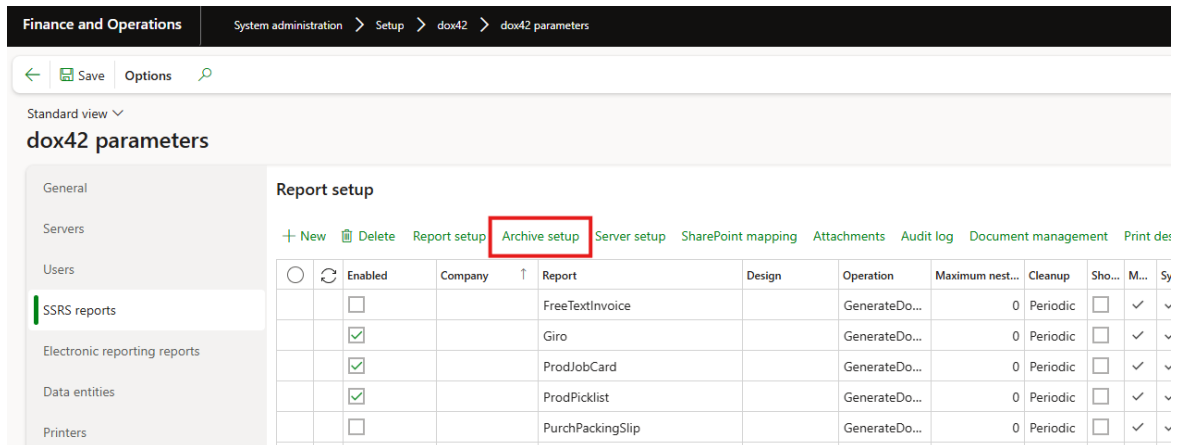 Finance and Operations System administration > Setup > dox42 > dox42 parameters
Save Options
Standard view
dox42 parameters
General
Servers
Users
SSRS reports
Electronic reporting reports
Data entities
Printers
Report setup
New Delete Report setup Archive setup Server setup SharePoint mapping Attachments Audit log Document management Print des
Enabled Company ↑ Report Design Operation Maximum nest... Cleanup Sho... M... Sy
FreeTextInvoice GenerateDo... 0 Periodic
Giro GenerateDo... 0 Periodic
ProdJobCard GenerateDo... 0 Periodic
ProdPicklist GenerateDo... 0 Periodic
PurchPackingSlip GenerateDo... 0 Periodic